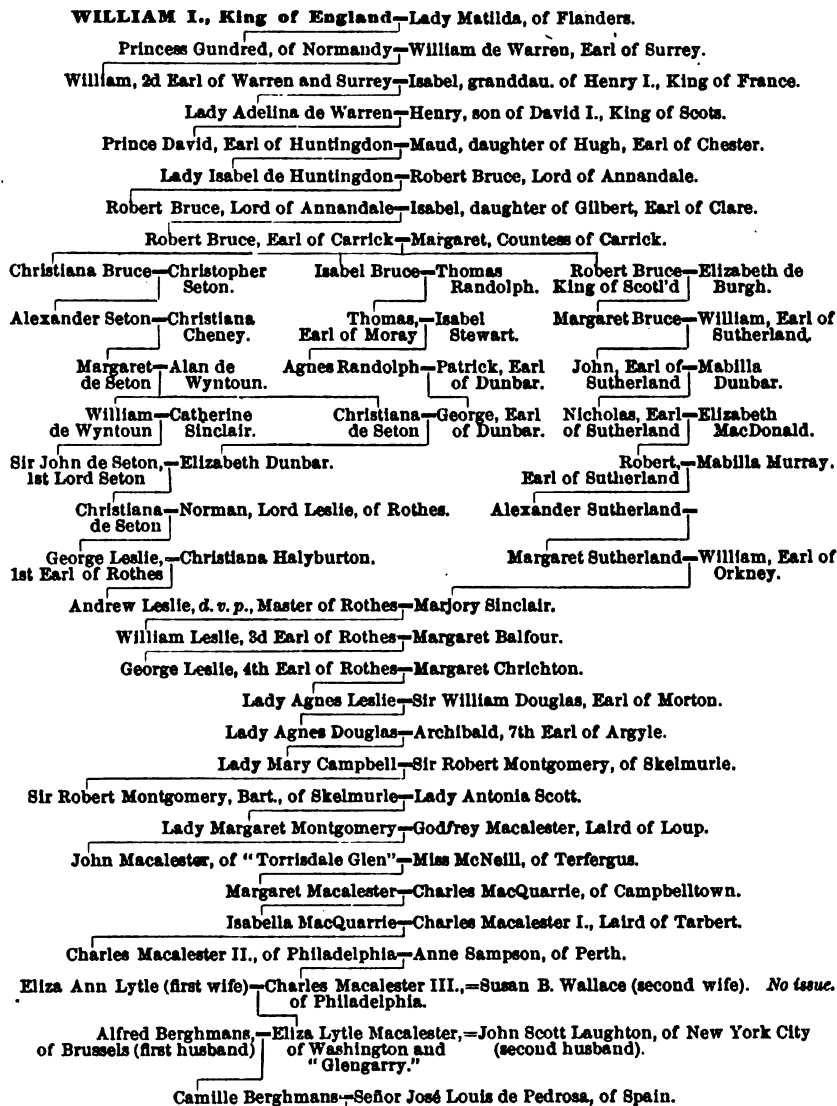 WILLIAM I., King of England=Lady Matilda, of Flanders.
Princess Gundred, of Normandy=William de Warren, Earl of Surrey.
William, 2d Earl of Warren and Surrey=Isabel, granddau. of Henry I., King of France.
Lady Adelina de Warren=Henry, son of David I., King of Scots.
Prince David, Earl of Huntingdon=Maud, daughter of Hugh, Earl of Chester.
Lady Isabel de Huntingdon=Robert Bruce, Lord of Annandale.
Robert Bruce, Lord of Annandale=Isabel, daughter of Gilbert, Earl of Clare.
Robert Bruce, Earl of Carrick=Margaret, Countess of Carrick.
Christiana Bruce=Christopher Isabel Bruce=Thomas Robert Bruce=Elizabeth de
Seton. Randolph. King of Scotl'd Burgh.
Alexander Seton=Christiana Thomas,=Isabel Margaret Bruce=William, Earl of
Cheney. Earl of Moray Stewart. Sutherland.
Margaret=Alan de Agnes Randolph=Patrick, Earl John, Earl of=Mabilla
de Seton Wyntoun. of Dunbar. Sutherland Dunbar.
William=Catherine Christiana=George, Earl Nicholas, Earl=Elizabeth
de Wyntoun Sinclair. de Seton of Dunbar. of Sutherland MacDonald.
Sir John de Seton,=Elizabeth Dunbar. Robert,=Mabilla Murray.
1st Lord Seton Earl of Sutherland
Christiana=Norman, Lord Leslie, of Rothes. Alexander Sutherland=
de Seton
George Leslie,=Christiana Halyburton. Margaret Sutherland=William, Earl of
1st Earl of Rothes Orkney.
Andrew Leslie, d. v. p., Master of Rothes=Marjory Sinclair.
William Leslie, 3d Earl of Rothes=Margaret Balfour.
George Leslie, 4th Earl of Rothes=Margaret Chrichton.
Lady Agnes Leslie=Sir William Douglas, Earl of Morton.
Lady Agnes Douglas=Archibald, 7th Earl of Argyle.
Lady Mary Campbell=Sir Robert Montgomery, of Skelmurle.
Sir Robert Montgomery, Bart., of Skelmurle=Lady Antonia Scott.
Lady Margaret Montgomery=Godfrey Macalester, Laird of Loup.
John Macalester, of "Torrisdale Glen"=Miss McNeill, of Terfergus.
Margaret Macalester=Charles MacQuarrie, of Campbelltown.
Isabella MacQuarrie=Charles Macalester I., Laird of Tarbert.
Charles Macalester II., of Philadelphia=Anne Sampson, of Perth.
Eliza Ann Lytle (first wife)=Charles Macalester III.,=Susan B. Wallace (second wife). No issue.
of Philadelphia.
Alfred Berghmans,=Eliza Lytle Macalester,=John Scott Laughton, of New York City
of Brussels (first husband) of Washington and (second husband).
"Glengarry."
Camille Berghmans=Señor José Louis de Pedrosa, of Spain.